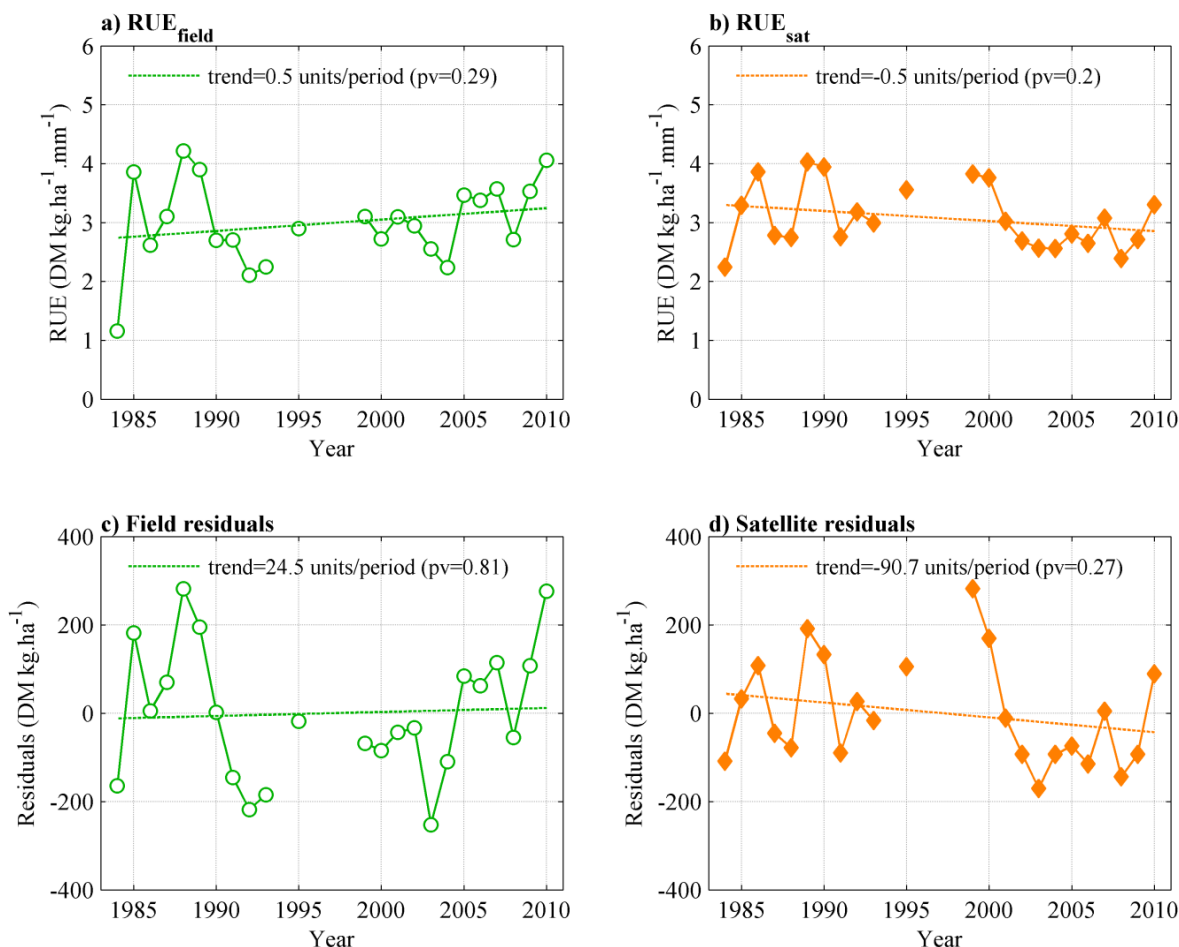 a) RUE_field
trend=0.5 units/period (pv=0.29)
RUE (DM kg.ha⁻¹.mm⁻¹)
6
5
4
3
2
1
0
1985 1990 1995 2000 2005 2010
Year
b) RUE_sat
trend=-0.5 units/period (pv=0.2)
RUE (DM kg.ha⁻¹.mm⁻¹)
6
5
4
3
2
1
0
1985 1990 1995 2000 2005 2010
Year
c) Field residuals
trend=24.5 units/period (pv=0.81)
Residuals (DM kg.ha⁻¹)
400
200
0
-200
-400
1985 1990 1995 2000 2005 2010
Year
d) Satellite residuals
trend=-90.7 units/period (pv=0.27)
Residuals (DM kg.ha⁻¹)
400
200
0
-200
-400
1985 1990 1995 2000 2005 2010
Year